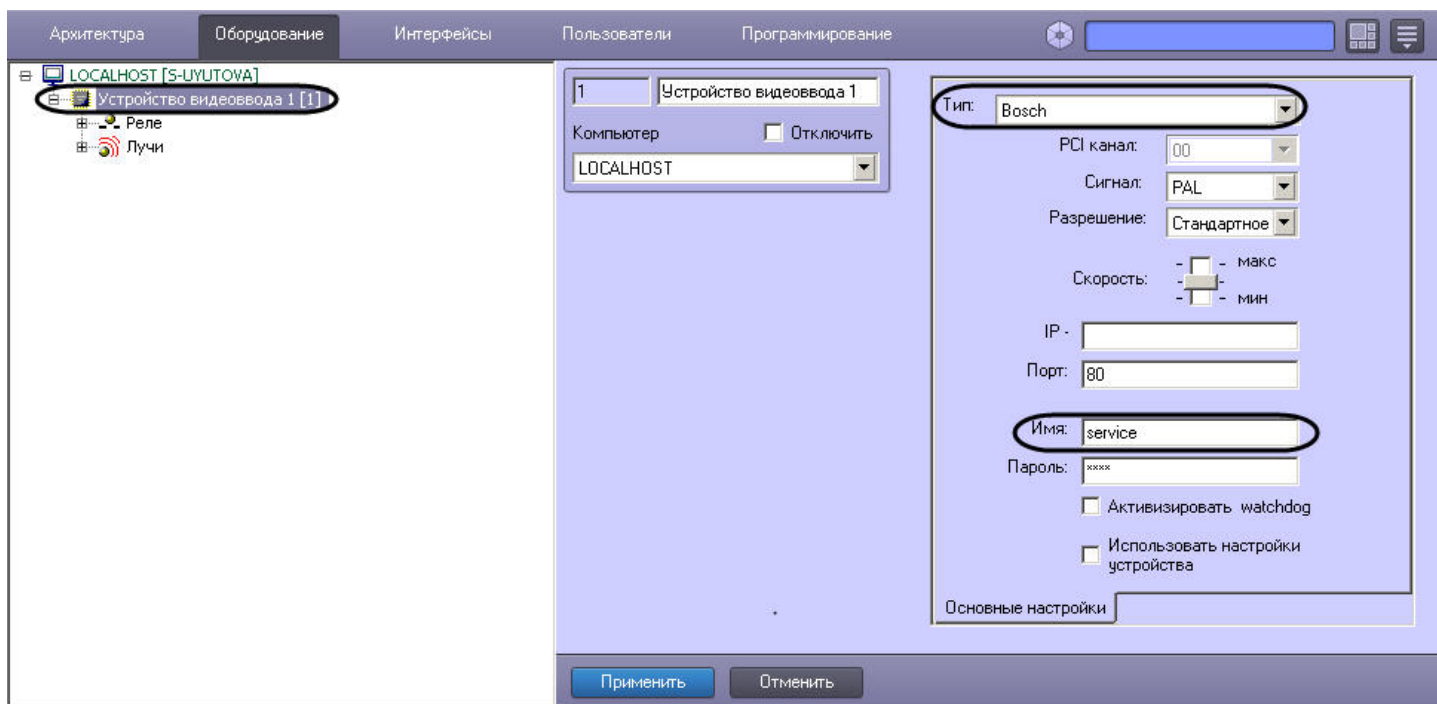 Архитектура Оборудование Интерфейсы Пользователи Программирование
LOCALHOST [S-UYUTOVA]
Устройство видеоввода 1 [1]
Реле
Лучи
1 Устройство видеоввода 1
Компьютер Отключить
LOCALHOST
Тип: Bosch
PCI канал: 00
Сигнал: PAL
Разрешение: Стандартное
- - макс
Скорость: - -
- - мин
IP -
Порт: 80
Имя: service
Пароль: ****
Активизировать watchdog
Использовать настройки
устройства
Основные настройки
Применить Отменить